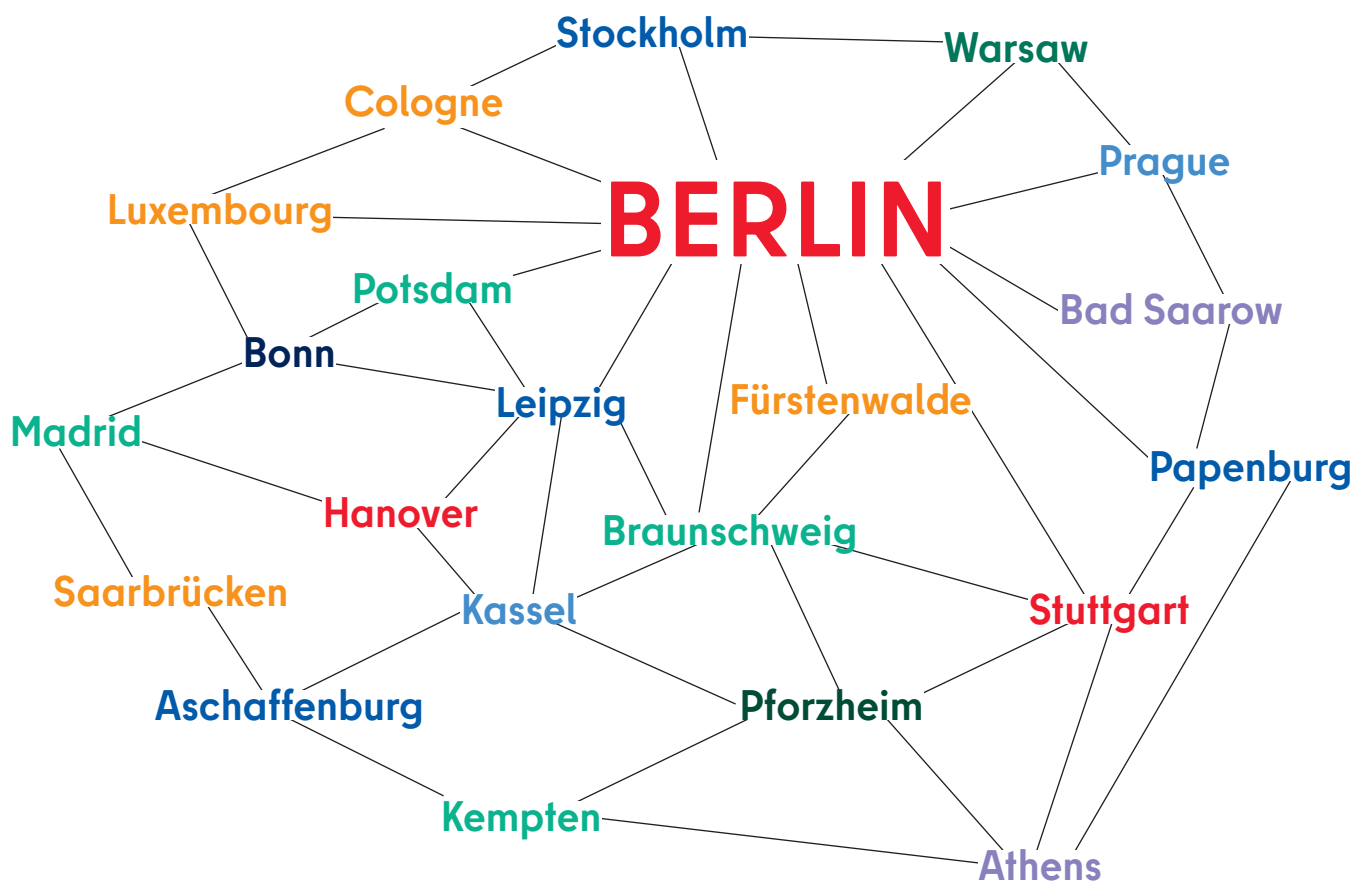 Stockholm
Warsaw
Cologne
Prague
Luxembourg
BERLIN
Potsdam
Bad Saarow
Bonn
Leipzig
Fürstenwalde
Madrid
Papenburg
Hanover
Braunschweig
Saarbrücken
Kassel
Stuttgart
Aschaffenburg
Pforzheim
Kempten
Athens